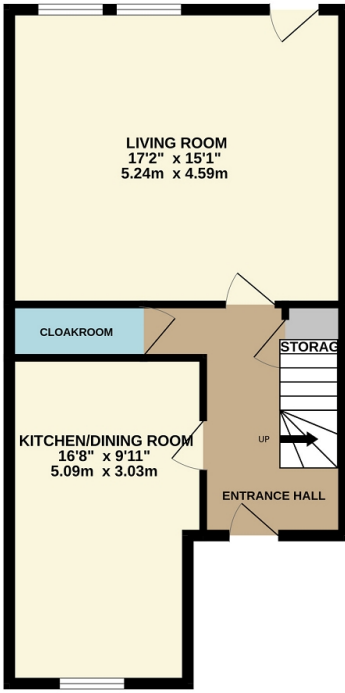 LIVING ROOM
17'2" x 15'1"
5.24m x 4.59m
CLOAKROOM
STORAG
KITCHEN/DINING ROOM
16'8" x 9'11"
5.09m x 3.03m
UP
ENTRANCE HALL